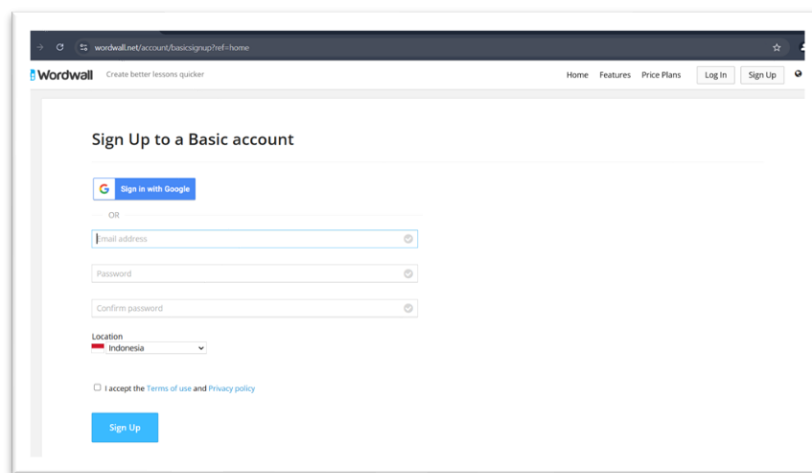 wordwall.net/account/basicsignup?ref=home
Wordwall Create better lessons quicker Home Features Price Plans Log In Sign Up
Sign Up to a Basic account
G Sign in with Google
OR
Email address
Password
Confirm password
Location
Indonesia
I accept the Terms of use and Privacy policy
Sign Up